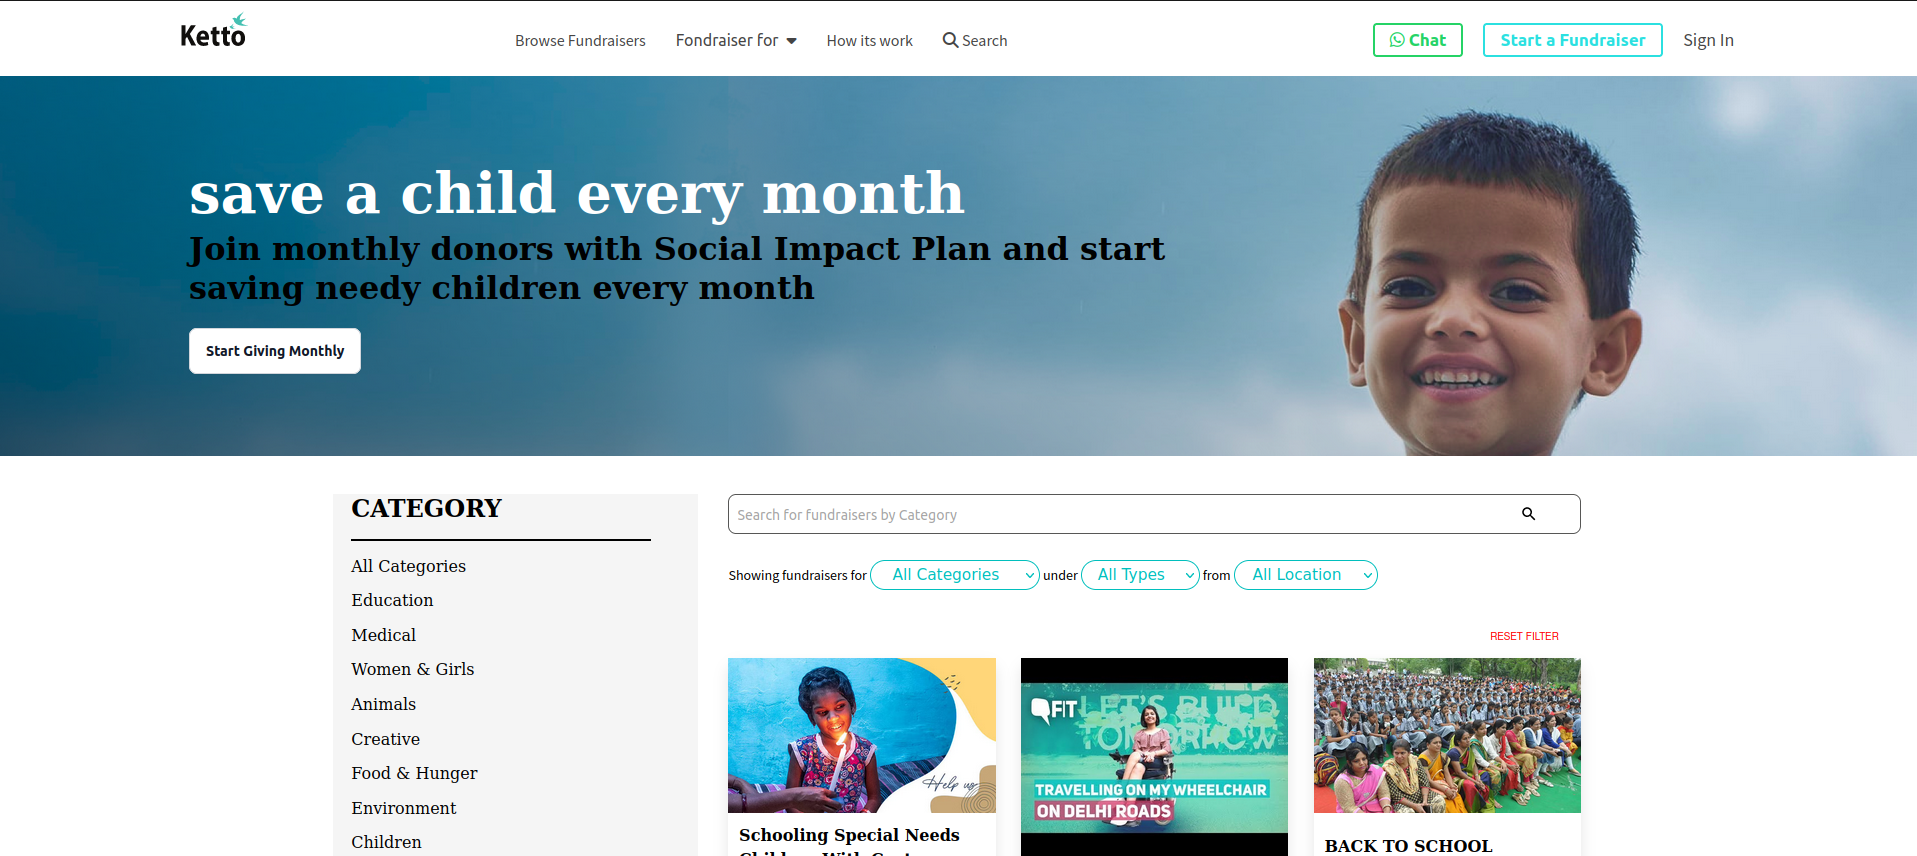 Ketto
Browse Fundraisers
Fondraiser for
How its work
Search
Chat
Start a Fundraiser
Sign In
save a child every month
Join monthly donors with Social Impact Plan and start
saving needy children every month
Start Giving Monthly
CATEGORY
All Categories
Education
Medical
Women & Girls
Animals
Creative
Food & Hunger
Environment
Children
Search for fundraisers by Category
Showing fundraisers for All Categories under All Types from All Location
RESET FILTER
Help us
Schooling Special Needs
FIT
LET'S BUILD
TOMORROW
TRAVELLING ON MY WHEELCHAIR
ON DELHI ROADS
BACK TO SCHOOL